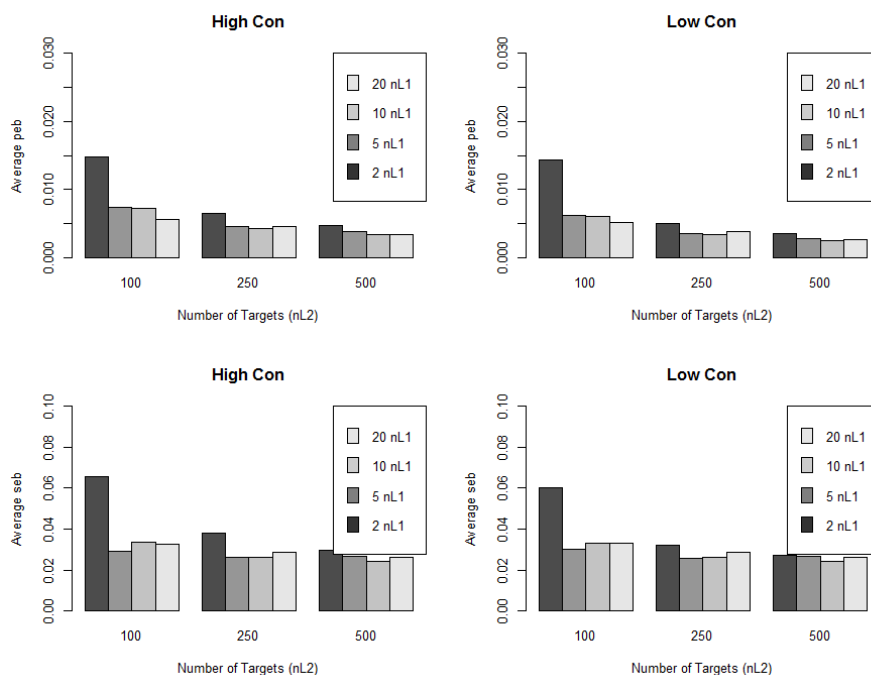 High Con
Average peb
0.000
0.010
0.020
0.030
20 nL1
10 nL1
5 nL1
2 nL1
100
250
500
Number of Targets (nL2)
Low Con
Average peb
0.000
0.010
0.020
0.030
20 nL1
10 nL1
5 nL1
2 nL1
100
250
500
Number of Targets (nL2)
High Con
Average seb
0.00
0.02
0.04
0.06
0.08
0.10
20 nL1
10 nL1
5 nL1
2 nL1
100
250
500
Number of Targets (nL2)
Low Con
Average seb
0.00
0.02
0.04
0.06
0.08
0.10
20 nL1
10 nL1
5 nL1
2 nL1
100
250
500
Number of Targets (nL2)